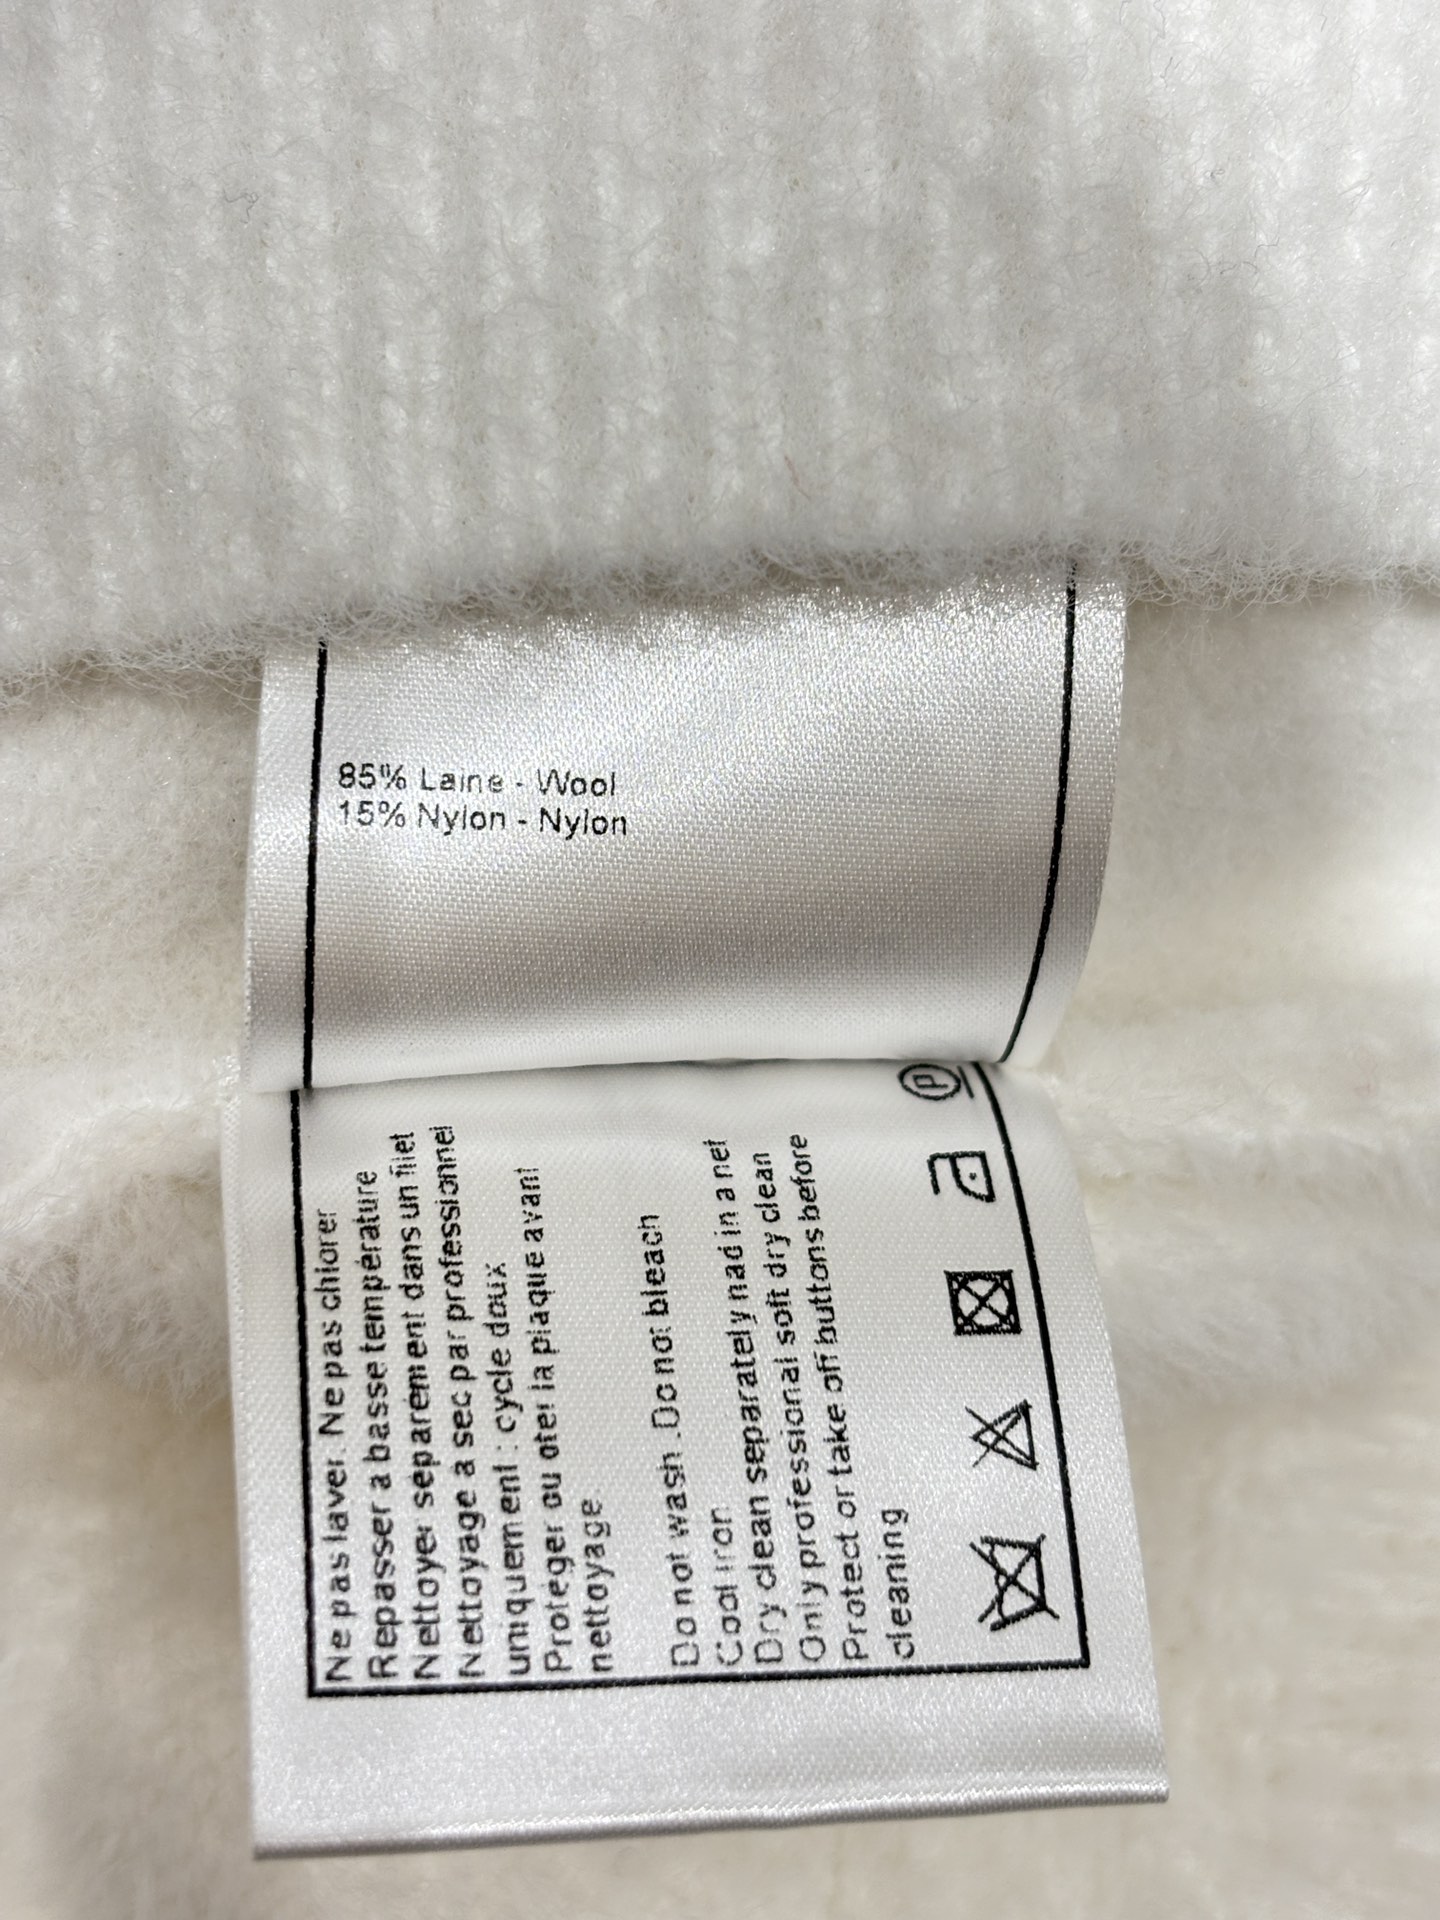 85% Laine - Wool
15% Nylon - Nylon
Ne pas laver. Ne pas chlorer
Repasser a basse température
Nettoyer séparément dans un filet
Nettoyage a sec par professionnel
uniquement : cycle doux
Protéger ou oter la plaque avant
nettoyage.
Do not wash .Do not bleach
Cool iron.
Dry clean separately nad in a net
Only professional soft dry clean
Protect or take off buttons before
cleaning
P